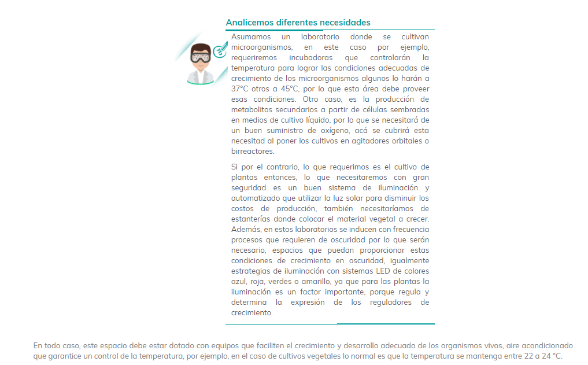 Analicemos diferentes necesidades
Asumamos un laboratorio donde se cultivan
microorganismos, en este caso por ejemplo,
requeriremos incubadoras que controlarán la
temperatura para lograr las condiciones adecuadas de
crecimiento de los microorganismos algunos lo harán a
37°C otros a 45°C, por lo que esta área debe proveer
esas condiciones. Otro caso, es la producción de
metabolitos secundarios a partir de células sembradas
en medios de cultivo líquido, por lo que se necesitará de
un buen suministro de oxígeno, acá se cubrirá esta
necesitad al poner los cultivos en agitadores orbitales o
birreactores.
Si por el contrario, lo que requerimos es el cultivo de
plantas entonces, lo que necesitaremos con gran
seguridad es un buen sistema de iluminación y
automatizado que utilizar la luz solar para disminuir los
costos de producción, también necesitaríamos de
estanterías donde colocar el material vegetal a crecer.
Además, en estos laboratorios se inducen con frecuencia
procesos que requieren de oscuridad por lo que serán
necesario, espacios que puedan proporcionar estas
condiciones de crecimiento en oscuridad, igualmente
estrategias de iluminación con sistemas LED de colores
azul, roja, verdes o amarillo, ya que para las plantas la
iluminación es un factor importante, porque regula y
determina la expresión de los reguladores de
crecimiento
En todo caso, este espacio debe estar dotado con equipos que faciliten el crecimiento y desarrollo adecuado de los organismos vivos, aire acondicionado
que garantice un control de la temperatura, por ejemplo, en el caso de cultivos vegetales lo normal es que la temperatura se mantenga entre 22 a 24 °C.